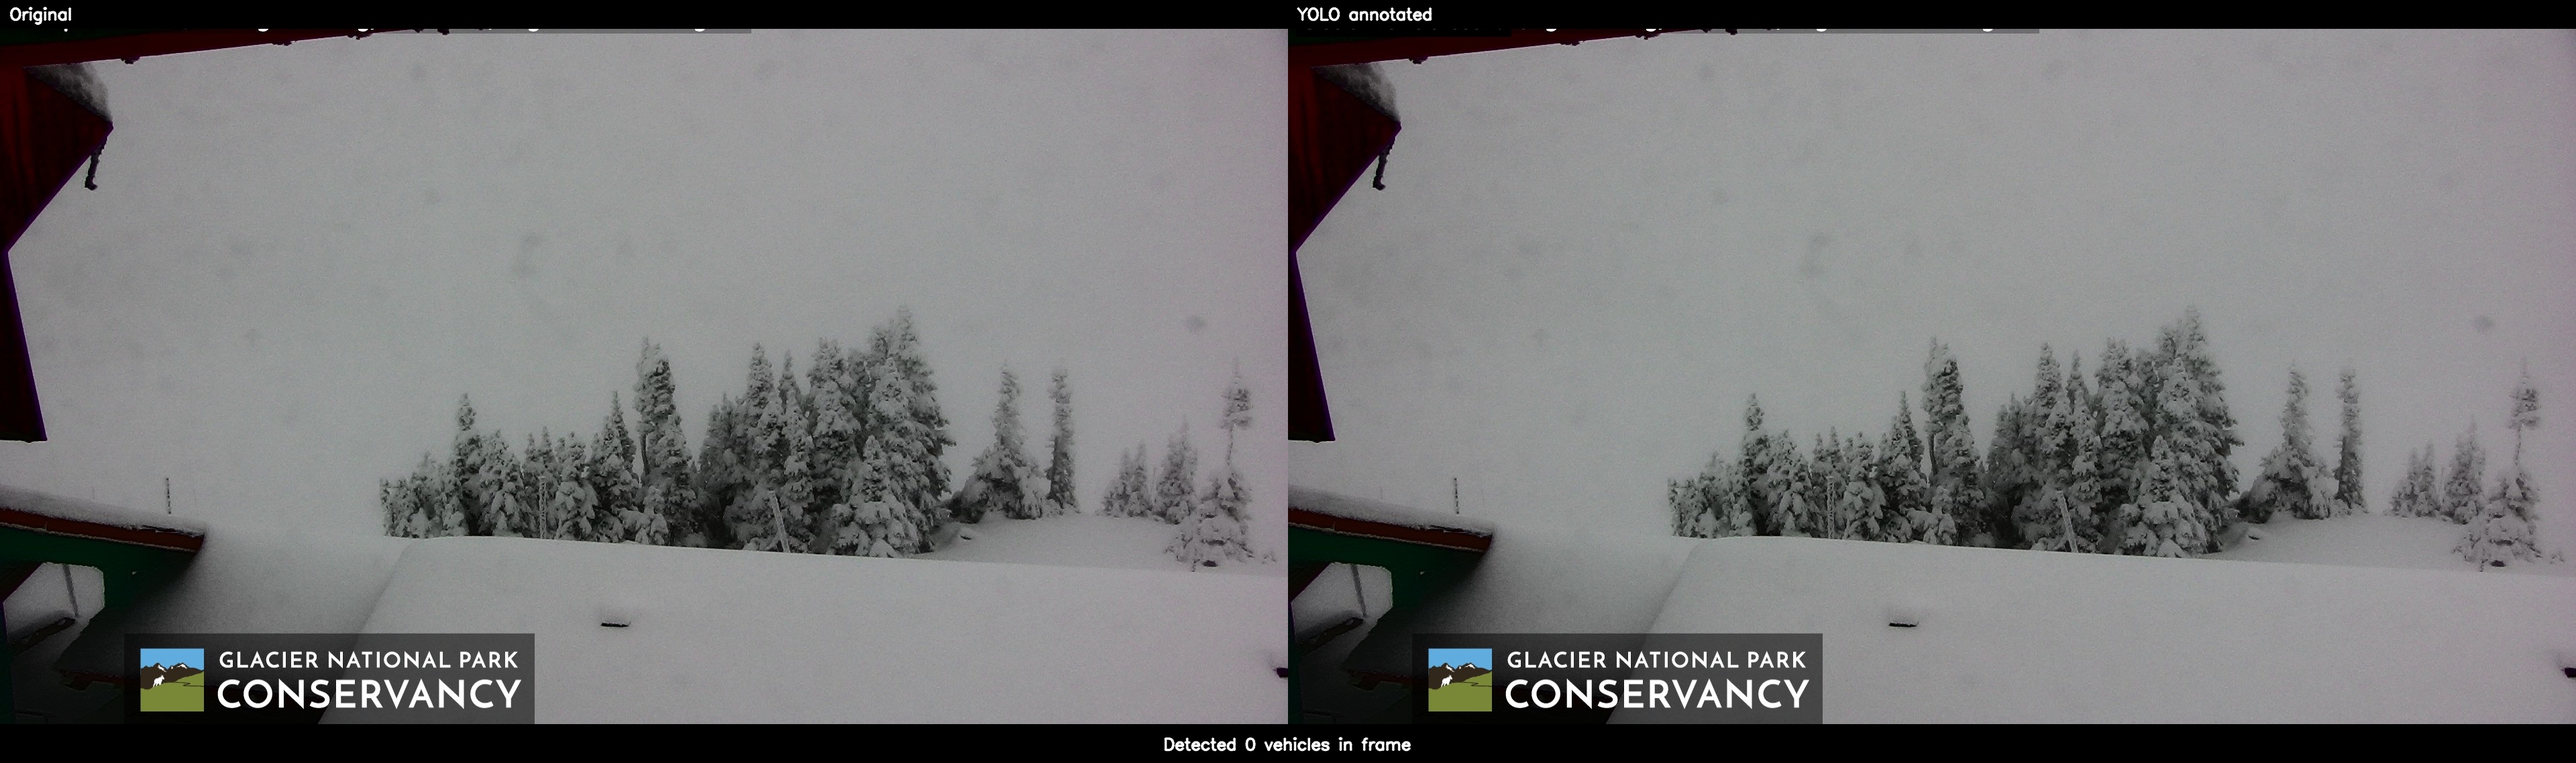 Original
YOLO annotated
GLACIER NATIONAL PARK
CONSERVANCY
GLACIER NATIONAL PARK
CONSERVANCY
Detected 0 vehicles in frame